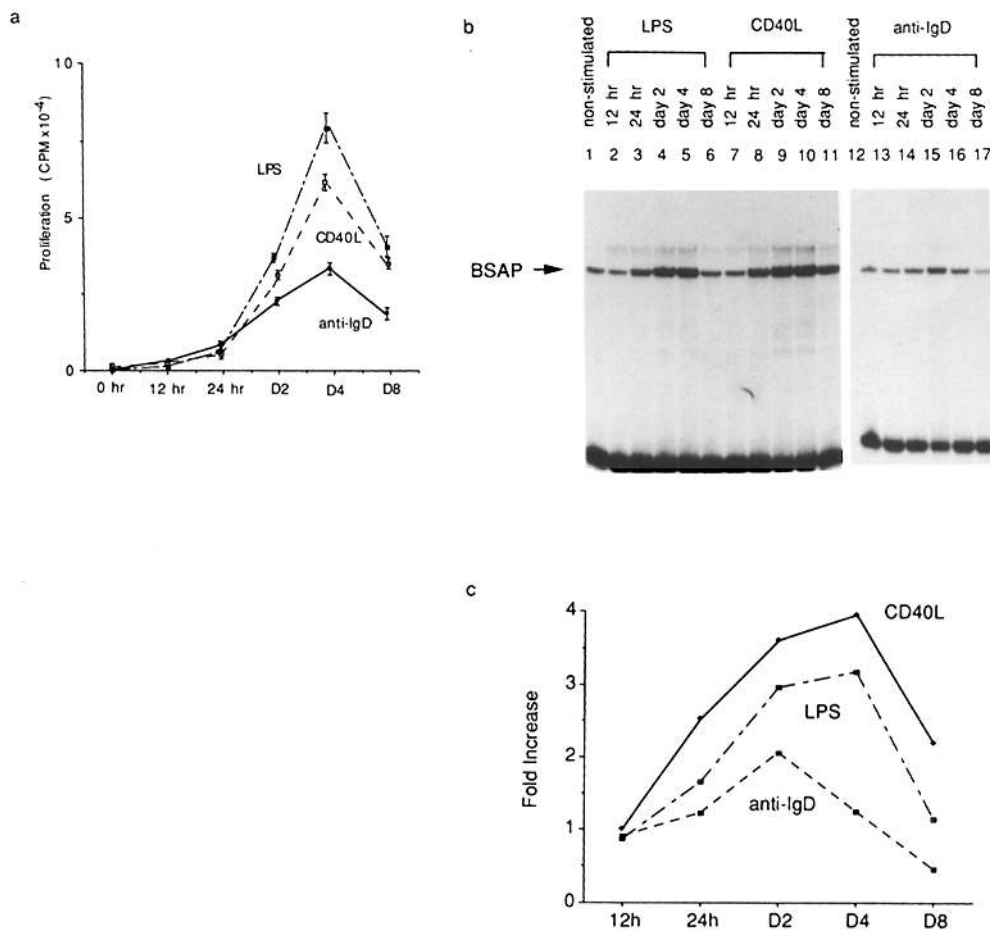 a
Proliferation (CPM x10-4)
10
5
0
LPS
CD40L
anti-IgD
0 hr 12 hr 24 hr D2 D4 D8
b
LPS CD40L anti-IgD
non-stimulated 12 hr 24 hr day 2 day 4 day 8 12 hr 24 hr day 2 day 4 day 8 non-stimulated 12 hr 24 hr day 2 day 4 day 8
1 2 3 4 5 6 7 8 9 10 11 12 13 14 15 16 17
BSAP
c
Fold Increase
4
3
2
1
0
CD40L
LPS
anti-IgD
12h 24h D2 D4 D8